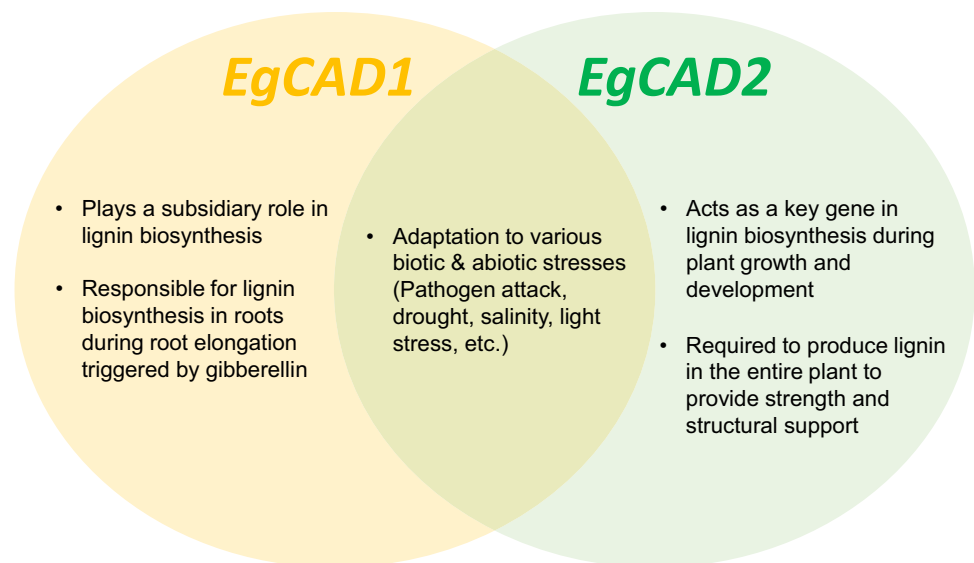 EgCAD1
EgCAD2
• Plays a subsidiary role in
lignin biosynthesis
• Responsible for lignin
biosynthesis in roots
during root elongation
triggered by gibberellin
• Adaptation to various
biotic & abiotic stresses
(Pathogen attack,
drought, salinity, light
stress, etc.)
• Acts as a key gene in
lignin biosynthesis during
plant growth and
development
• Required to produce lignin
in the entire plant to
provide strength and
structural support